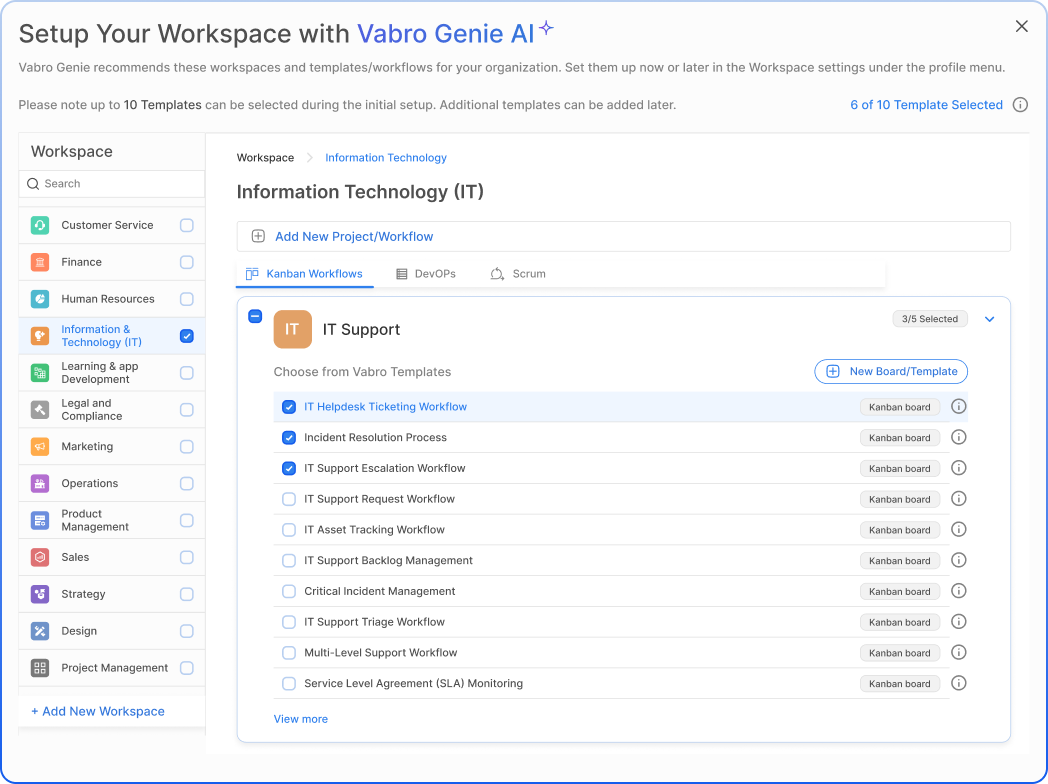 Setup Your Workspace with Vabro Genie AI
Vabro Genie recommends these workspaces and templates/workflows for your organization. Set them up now or later in the Workspace settings under the profile menu.
Please note up to 10 Templates can be selected during the initial setup. Additional templates can be added later.
6 of 10 Template Selected
Workspace
Search
Customer Service
Finance
Human Resources
Information &
Technology (IT)
Learning & app
Development
Legal and
Compliance
Marketing
Operations
Product
Management
Sales
Strategy
Design
Project Management
+ Add New Workspace
Workspace > Information Technology
Information Technology (IT)
Add New Project/Workflow
Kanban Workflows DevOPs Scrum
IT IT Support 3/5 Selected
Choose from Vabro Templates New Board/Template
IT Helpdesk Ticketing Workflow Kanban board
Incident Resolution Process Kanban board
IT Support Escalation Workflow Kanban board
IT Support Request Workflow Kanban board
IT Asset Tracking Workflow Kanban board
IT Support Backlog Management Kanban board
Critical Incident Management Kanban board
IT Support Triage Workflow Kanban board
Multi-Level Support Workflow Kanban board
Service Level Agreement (SLA) Monitoring Kanban board
View more